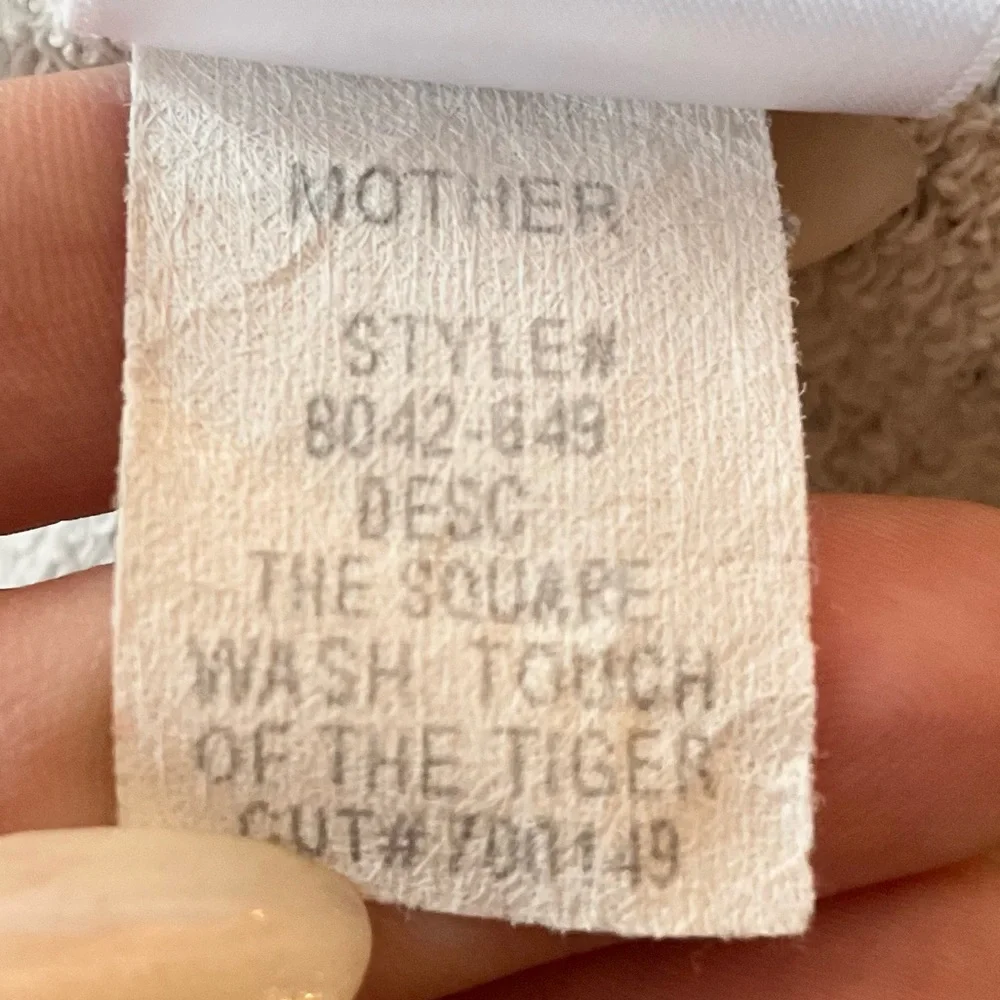 MOTHER
STYLE#
8042-649
DESC
THE SQUARE
WASH TOUCH
OF THE TIGER
CUT#